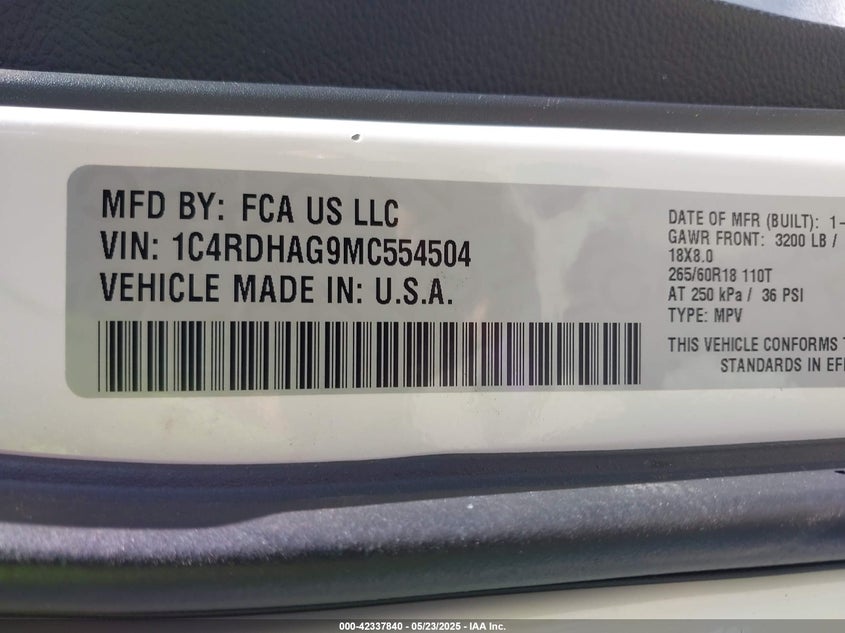 MFD BY: FCA US LLC
VIN: 1C4RDHAG9MC554504
VEHICLE MADE IN: U.S.A.
DATE OF MFR (BUILT): 1-
GAWR FRONT: 3200 LB /
18X8.0
265/60R18 110T
AT 250 kPa / 36 PSI
TYPE: MPV
THIS VEHICLE CONFORMS
STANDARDS IN
000-42337840 - 05/23/2025 - IAA Inc.